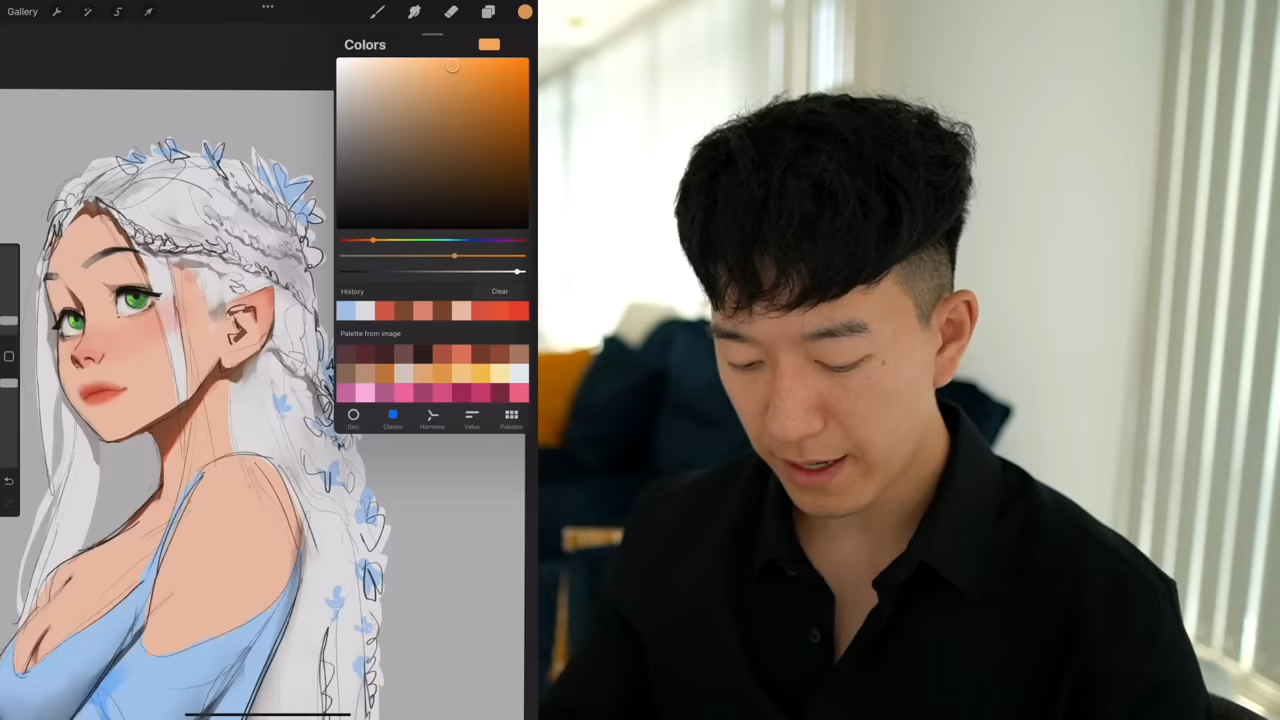 Gallery
Colors
History
Clear
Palette from image
Disc
Classic
Harmony
Value
Palettes